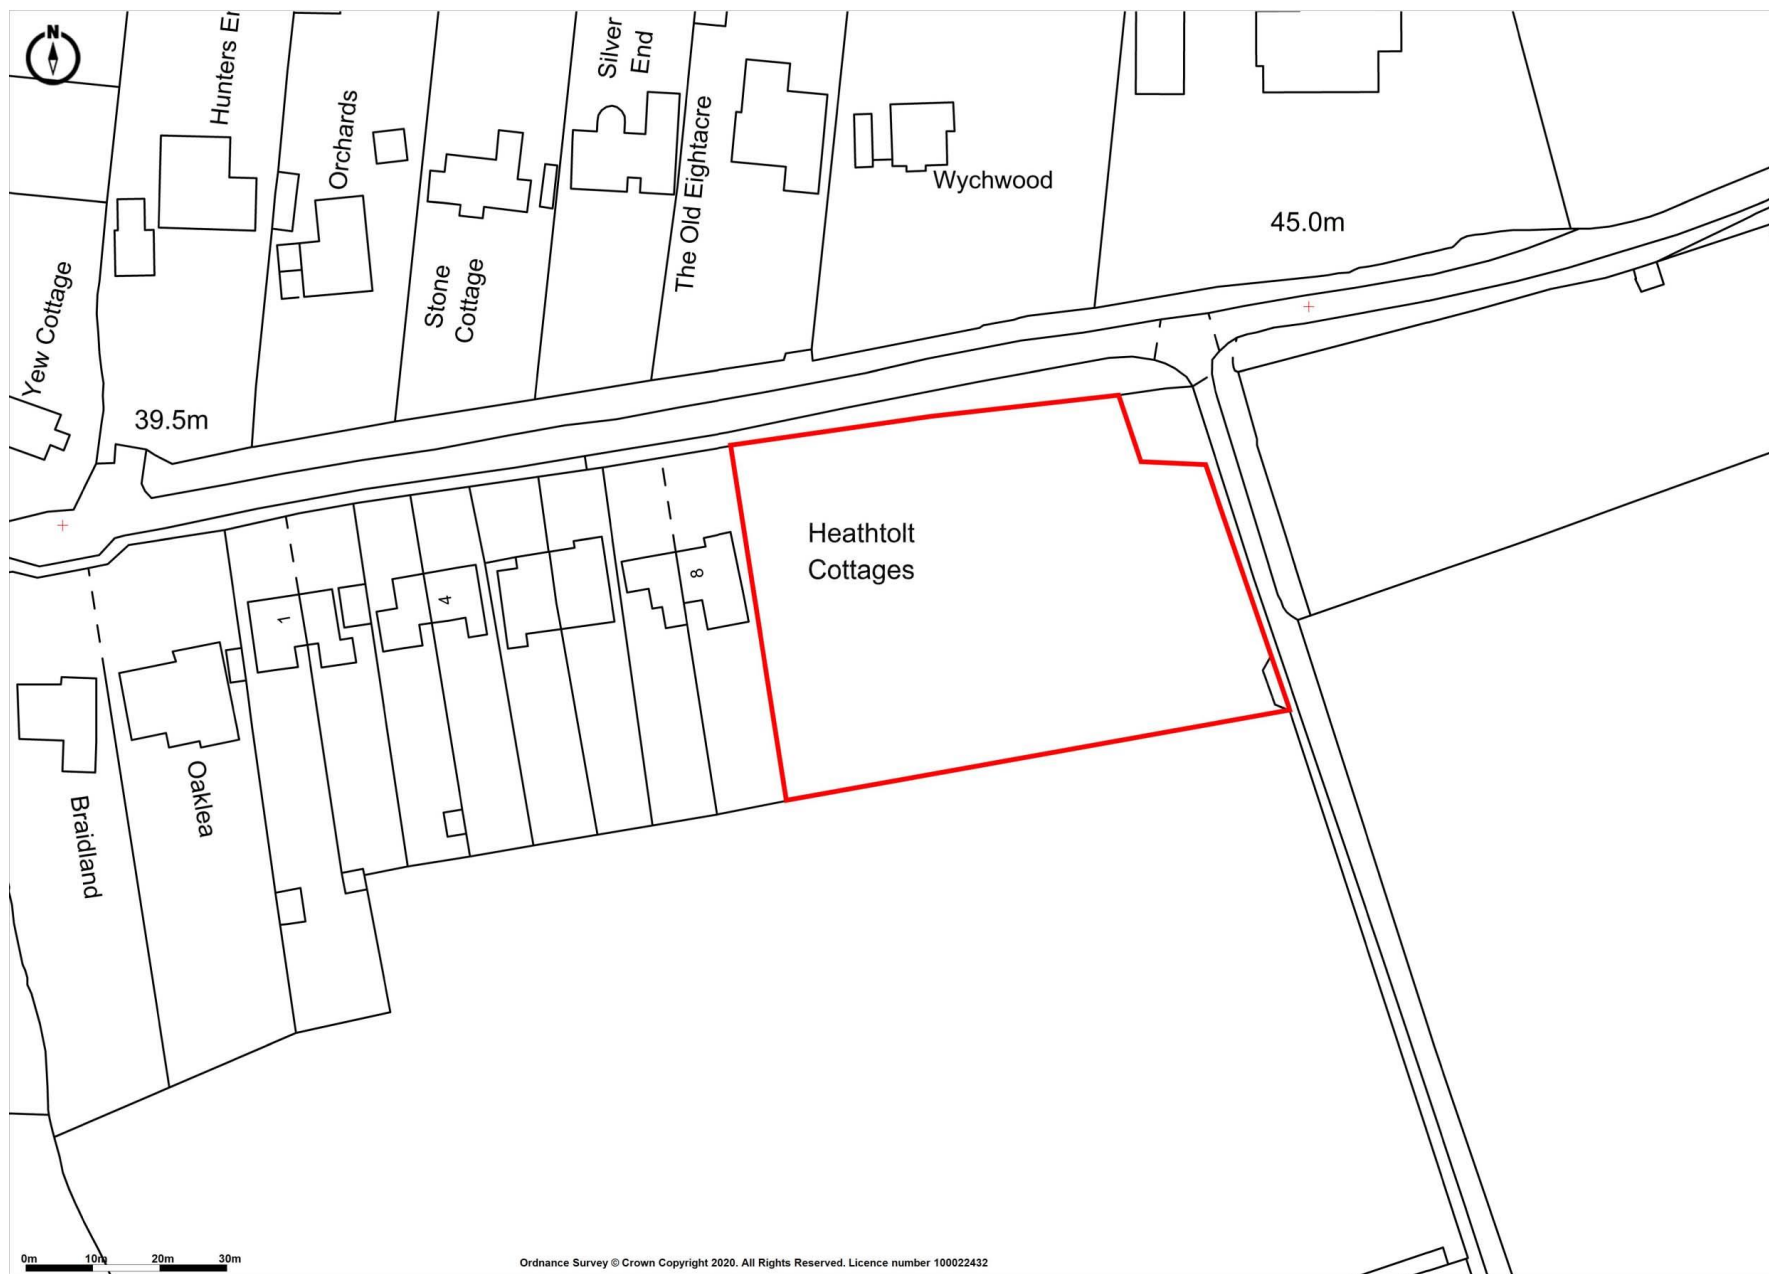 N
Hunters En
Orchards
Silver
End
The Old Eightacre
Wychwood
45.0m
Stone
Cottage
Yew Cottage
39.5m
Heathtolt
Cottages
8
4
1
Oaklea
Braidland
0m 10m 20m 30m
Ordnance Survey © Crown Copyright 2020. All Rights Reserved. Licence number 100022432